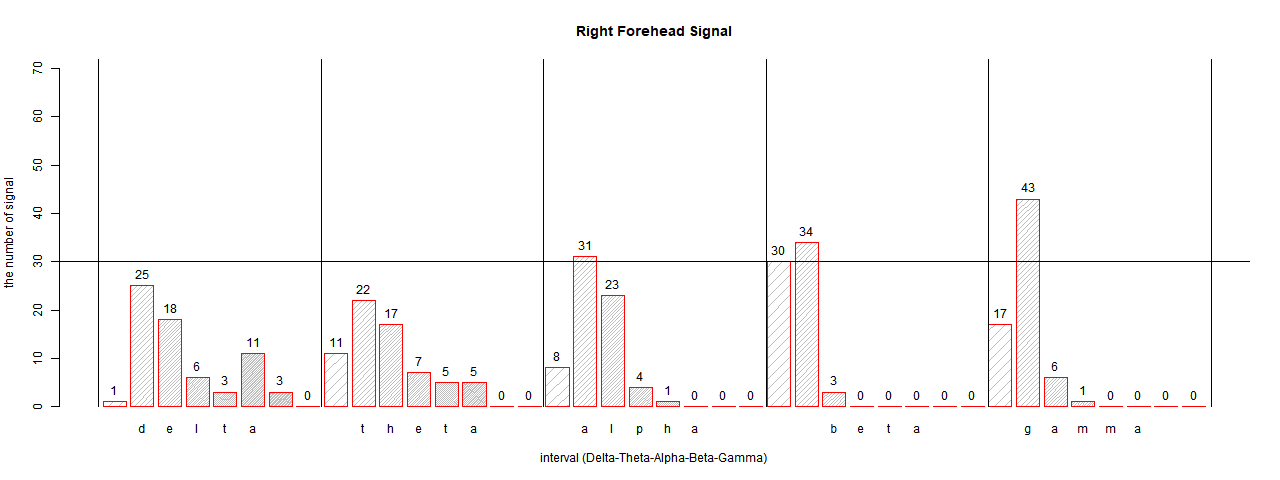 Right Forehead Signal
the number of signal
70
60
50
40
30
20
10
0
1 25 18 6 3 11 3 0 11 22 17 7 5 5 0 0 8 31 23 4 1 0 0 0 30 34 3 0 0 0 0 0 17 43 6 1 0 0 0 0
d e l t a t h e t a a l p h a b e t a g a m m a
interval (Delta-Theta-Alpha-Beta-Gamma)